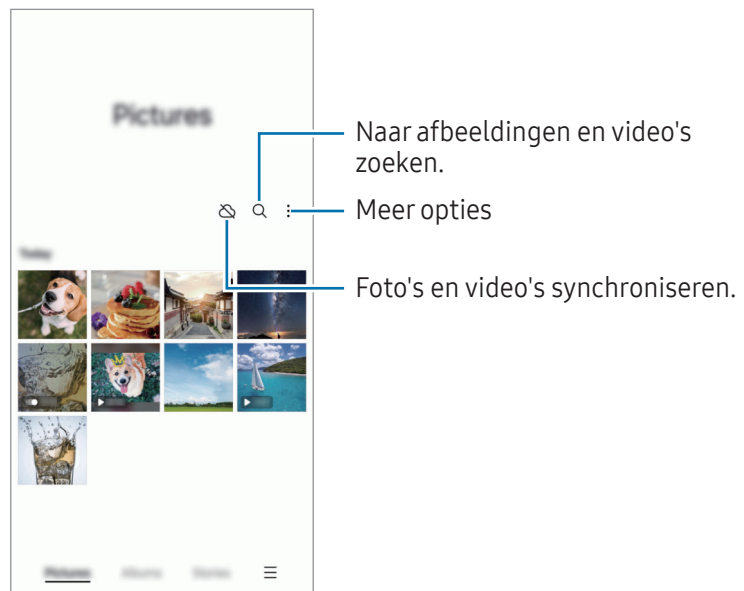 Pictures
Naar afbeeldingen en video's
zoeken.
Meer opties
Today
Foto's en video's synchroniseren.
Pictures
Albums
Stories